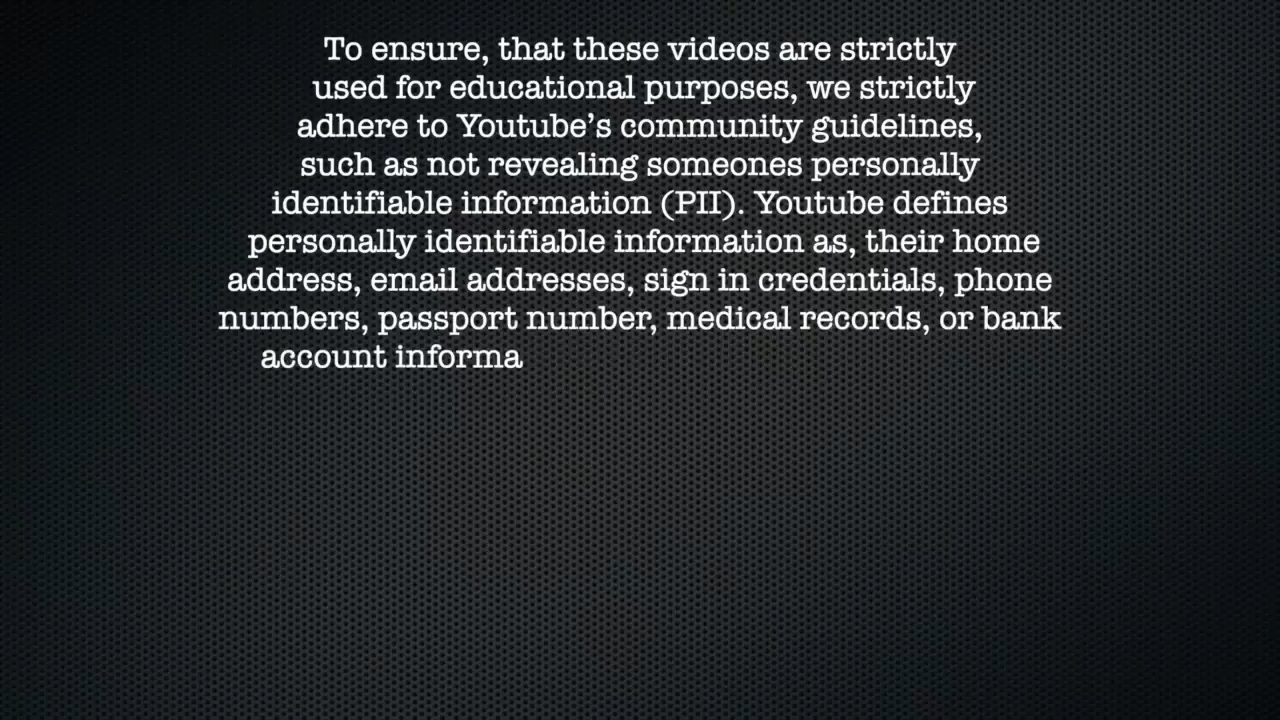 To ensure, that these videos are strictly
used for educational purposes, we strictly
adhere to Youtube’s community guidelines,
such as not revealing someones personally
identifiable information (PII). Youtube defines
personally identifiable information as, their home
address, email addresses, sign in credentials, phone
numbers, passport number, medical records, or bank
account informa